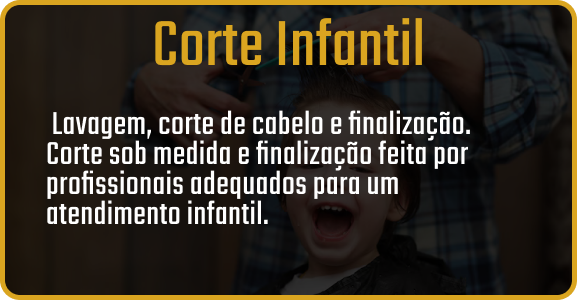 Corte Infantil
Lavagem, corte de cabelo e finalização.
Corte sob medida e finalização feita por
profissionais adequados para um
atendimento infantil.